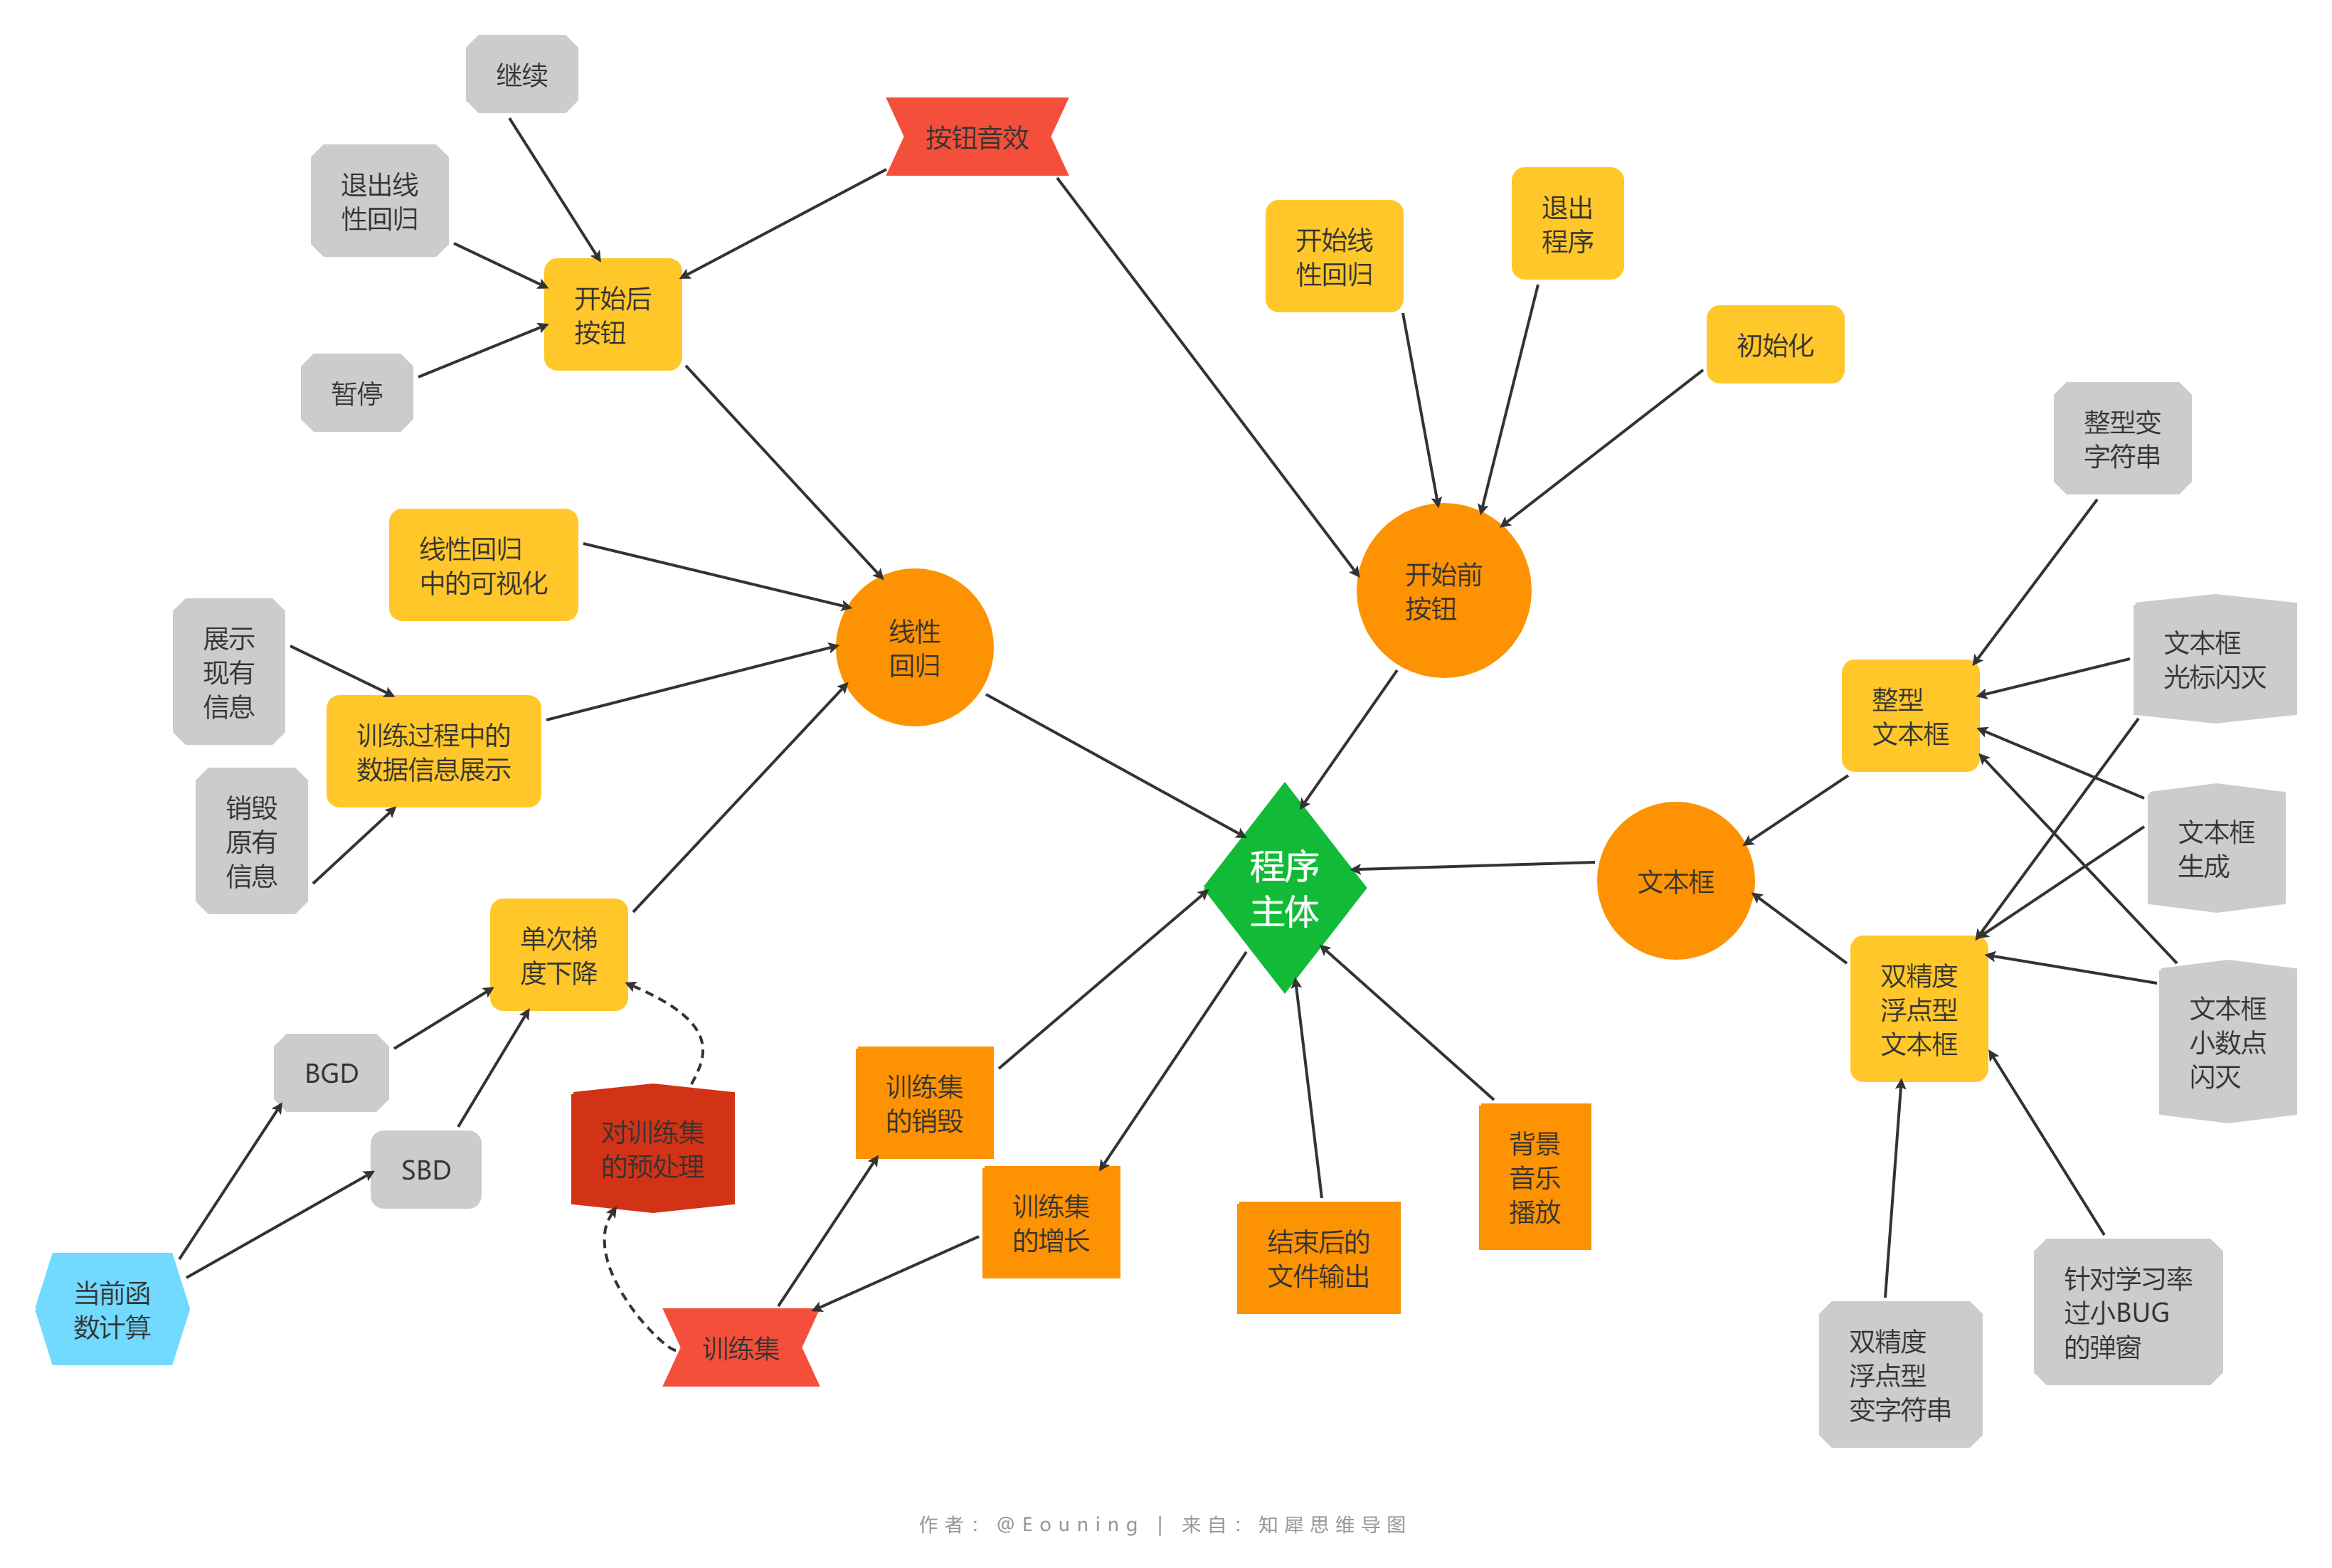 继续
按钮音效
退出线
性回归
退出
程序
开始线
性回归
开始后
按钮
初始化
暂停
整型变
字符串
线性回归
中的可视化
开始前
按钮
线性
回归
展示
现有
信息
文本框
光标闪灭
整型
文本框
训练过程中的
数据信息展示
销毁
原有
信息
文本框
生成
程序
主体
文本框
单次梯
度下降
双精度
浮点型
文本框
文本框
小数点
闪灭
BGD
训练集
的销毁
对训练集
的预处理
背景
音乐
播放
SBD
训练集
的增长
结束后的
文件输出
针对学习率
过小BUG
的弹窗
当前函
数计算
训练集
双精度
浮点型
变字符串
作者：@Eouning | 来自：知犀思维导图